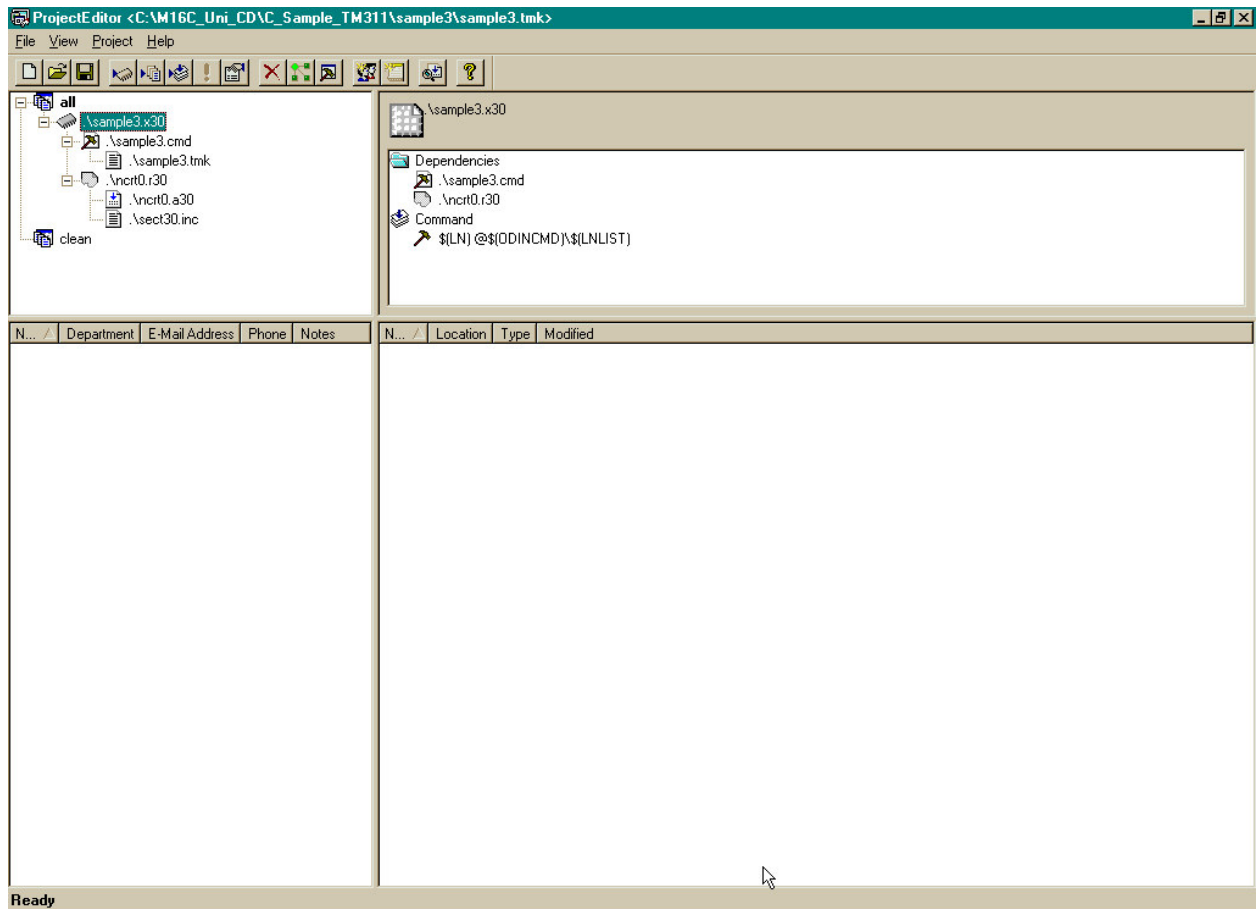 ProjectEditor <C:\M16C_Uni_CD\C_Sample_TM311\sample3\sample3.tmk>
File View Project Help
all
.\sample3.x30
.\sample3.cmd
.\sample3.tmk
.\ncrt0.r30
.\ncrt0.a30
.\sect30.inc
clean
.\sample3.x30
Dependencies
.\sample3.cmd
.\ncrt0.r30
Command
$(LN) @$(ODINCMD)\$(LNLIST)
N... Department E-Mail Address Phone Notes
N... Location Type Modified
Ready